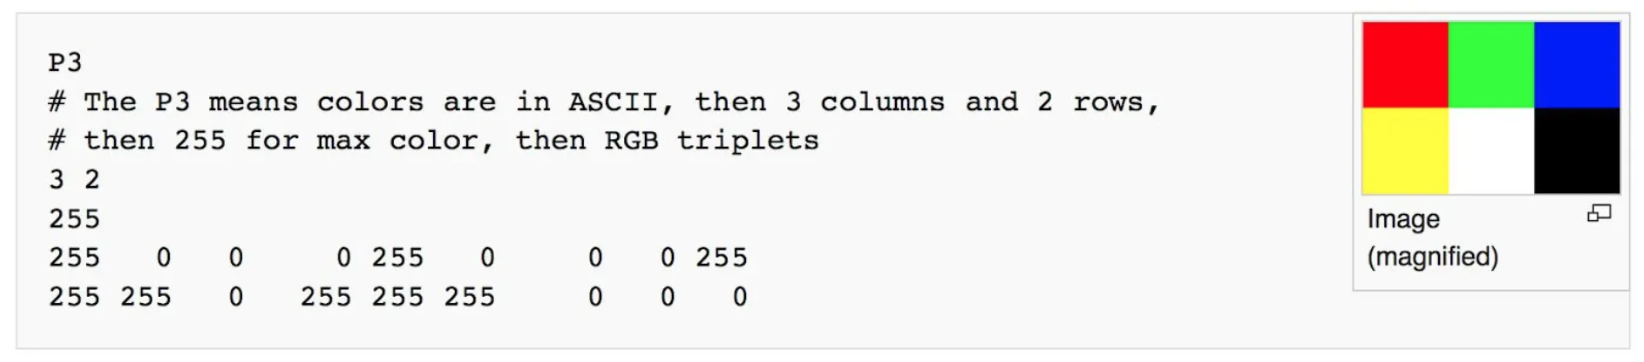 P3
# The P3 means colors are in ASCII, then 3 columns and 2 rows,
# then 255 for max color, then RGB triplets
3 2
255
255   0   0     0 255   0     0   0 255
255 255   0   255 255 255     0   0   0
Image
(magnified)